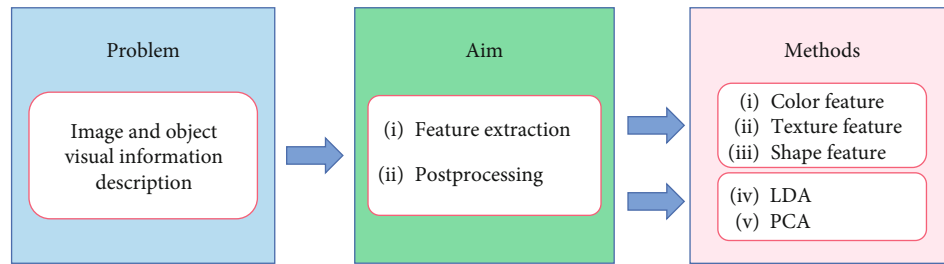 Problem
Image and object
visual information
description
Aim
(i) Feature extraction
(ii) Postprocessing
Methods
(i) Color feature
(ii) Texture feature
(iii) Shape feature
(iv) LDA
(v) PCA